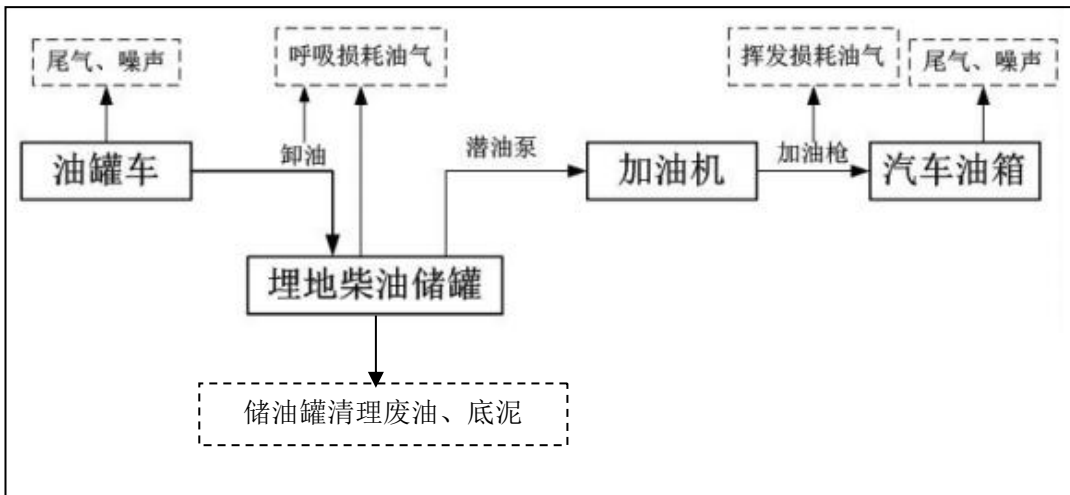 尾气、噪声
呼吸损耗油气
挥发损耗油气
尾气、噪声
油罐车
卸油
潜油泵
加油机
加油枪
汽车油箱
埋地柴油储罐
储油罐清理废油、底泥